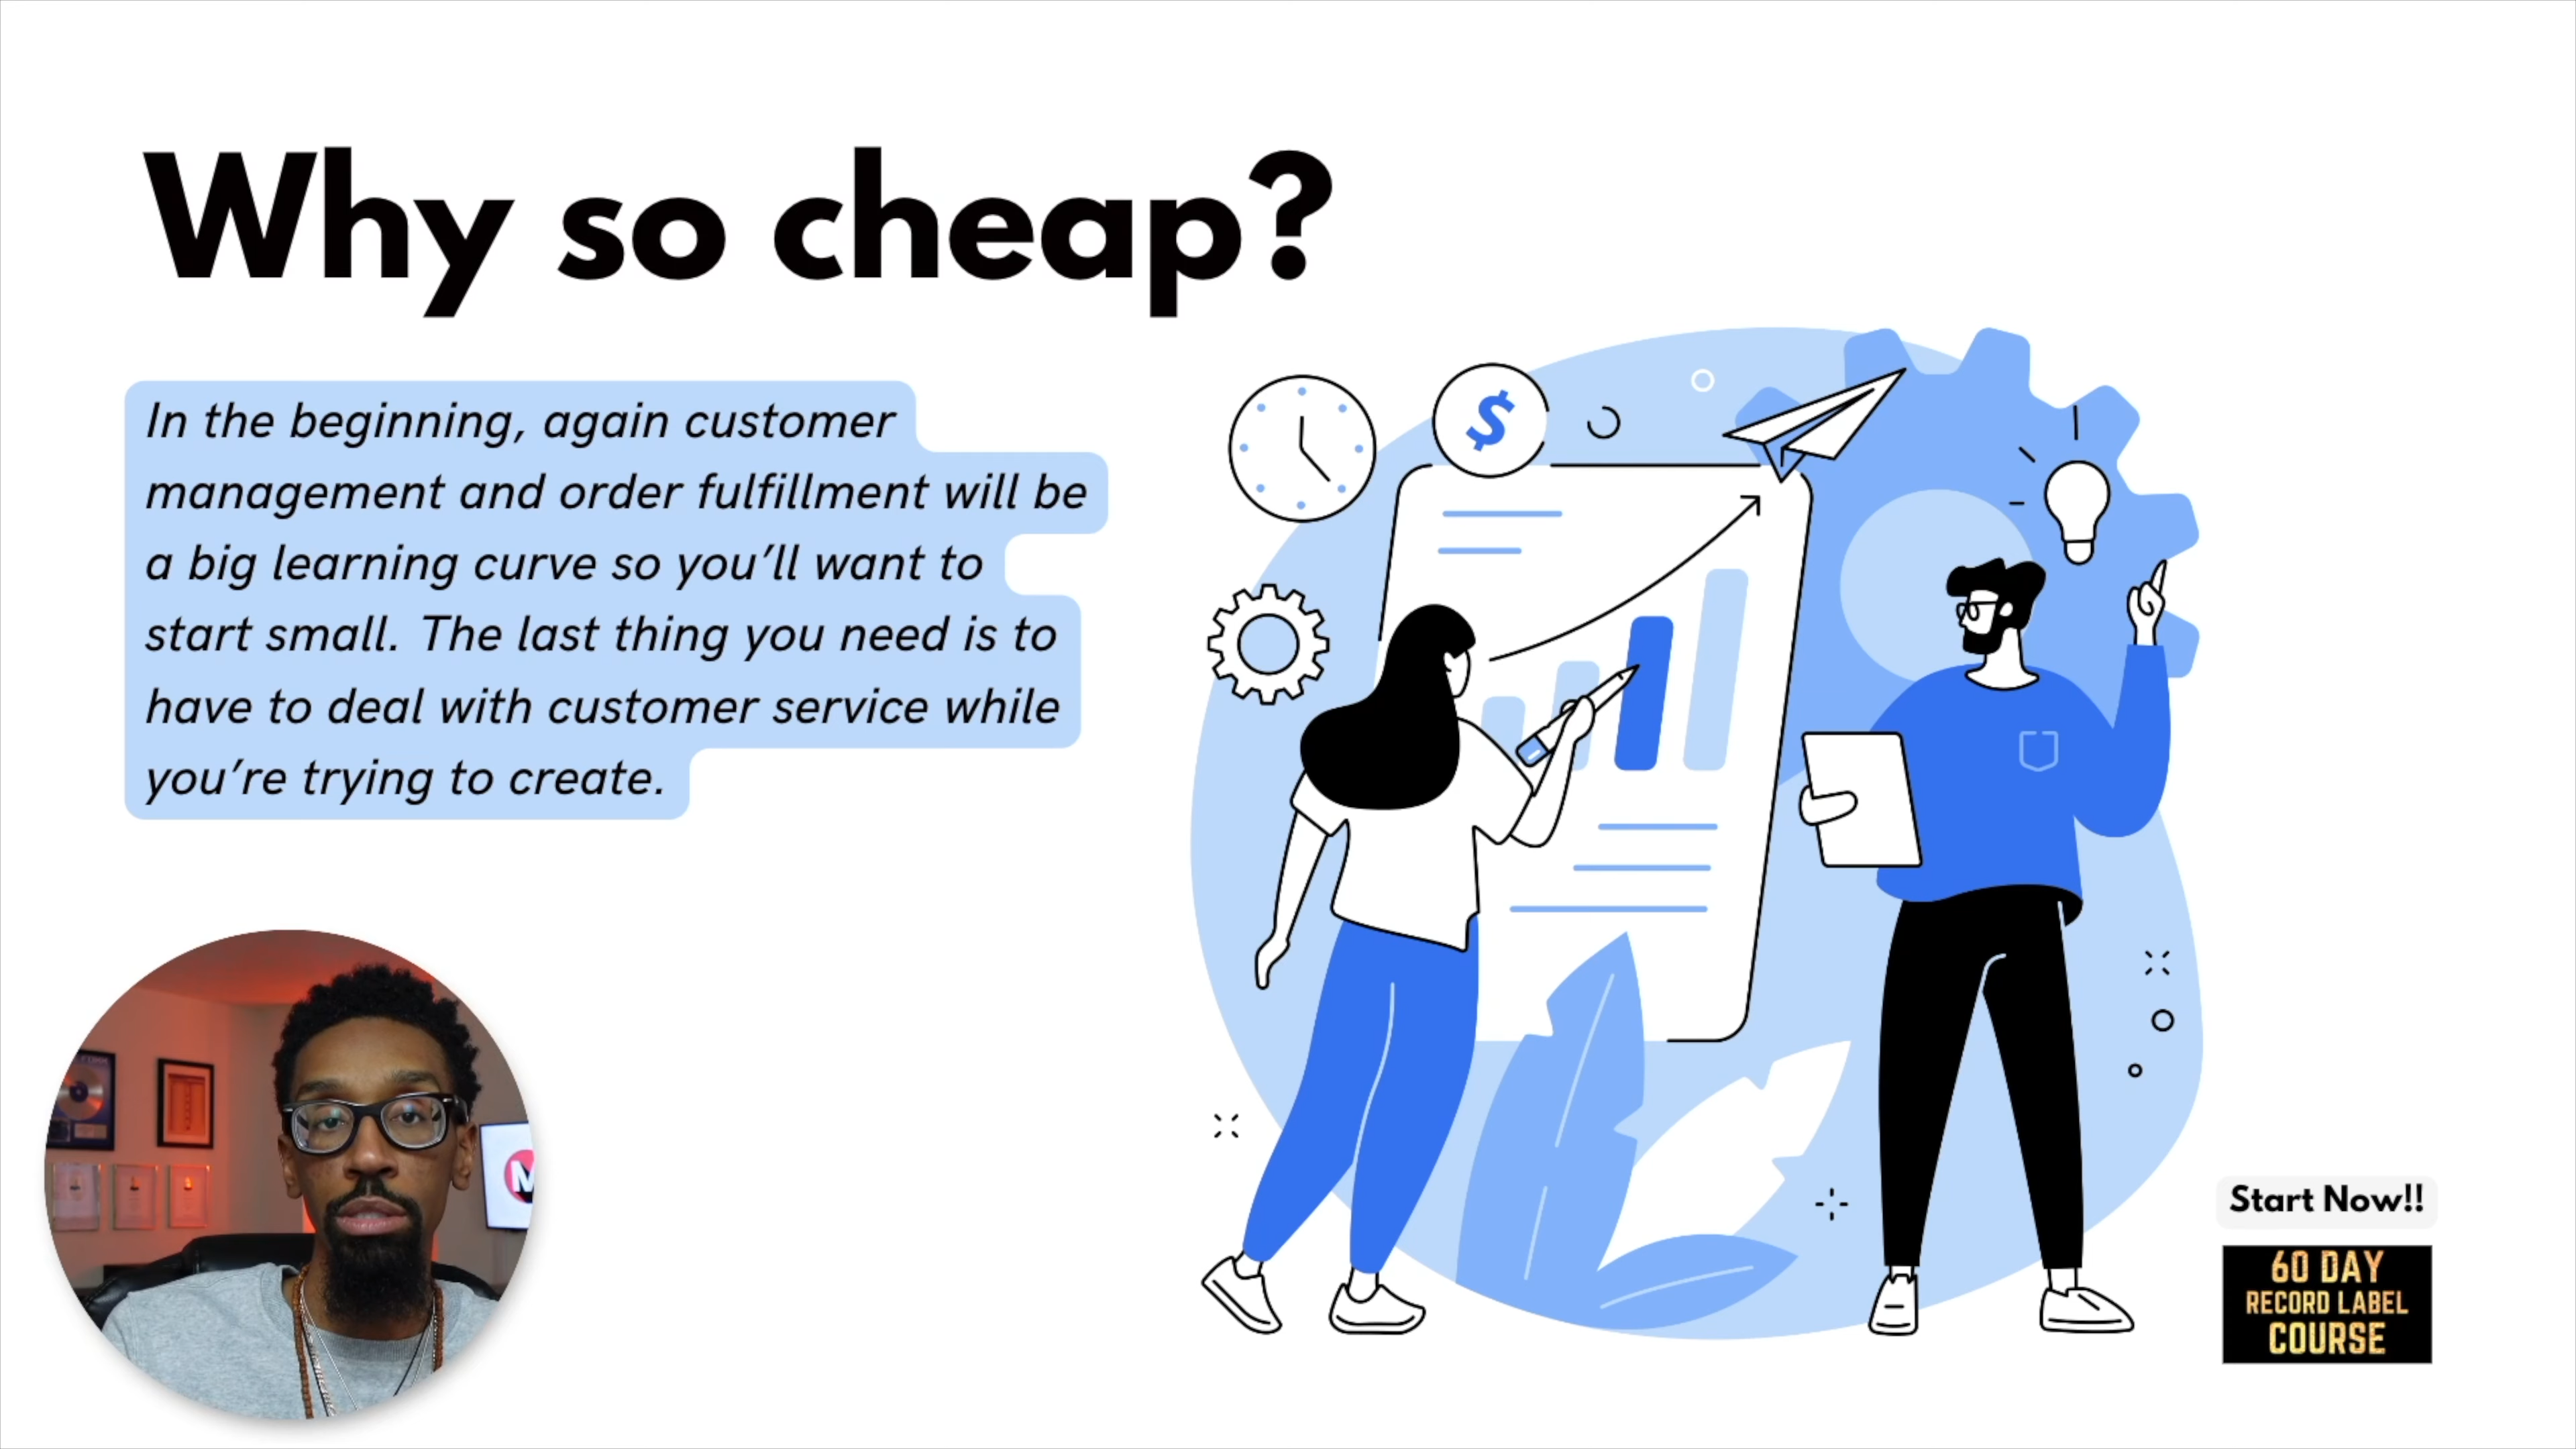 Why so cheap?
In the beginning, again customer
management and order fulfillment will be
a big learning curve so you’ll want to
start small. The last thing you need is to
have to deal with customer service while
you’re trying to create.
$
M
Start Now!!
60 DAY
RECORD LABEL
COURSE